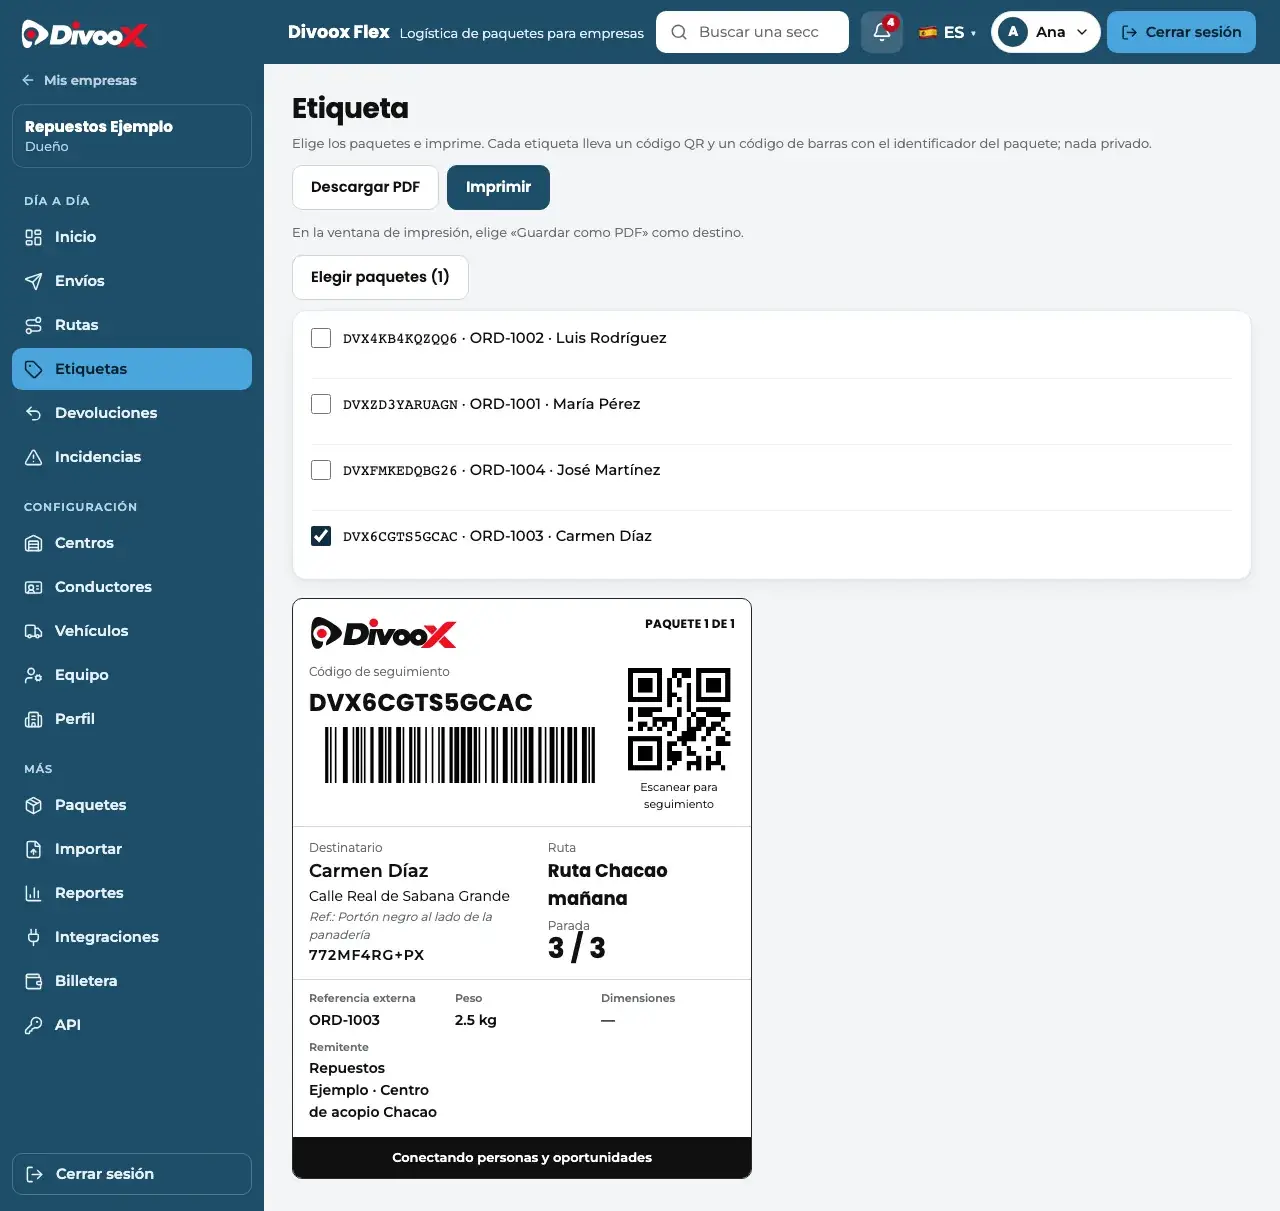 DivooX
Divoox Flex Logística de paquetes para empresas
Buscar una secc
4
ES
A Ana
Cerrar sesión
Mis empresas
Repuestos Ejemplo
Dueño
DÍA A DÍA
Inicio
Envíos
Rutas
Etiquetas
Devoluciones
Incidencias
CONFIGURACIÓN
Centros
Conductores
Vehículos
Equipo
Perfil
MÁS
Paquetes
Importar
Reportes
Integraciones
Billetera
API
Cerrar sesión
Etiqueta
Elige los paquetes e imprime. Cada etiqueta lleva un código QR y un código de barras con el identificador del paquete; nada privado.
Descargar PDF
Imprimir
En la ventana de impresión, elige «Guardar como PDF» como destino.
Elegir paquetes (1)
DVX4KB4KQZQQ6 · ORD-1002 · Luis Rodríguez
DVXZD3YARUAGN · ORD-1001 · María Pérez
DVXFMKEDQBG26 · ORD-1004 · José Martínez
DVX6CGTS5GCAC · ORD-1003 · Carmen Díaz
DivooX
PAQUETE 1 DE 1
Código de seguimiento
DVX6CGTS5GCAC
Escanear para
seguimiento
Destinatario
Carmen Díaz
Calle Real de Sabana Grande
Ref.: Portón negro al lado de la
panadería
772MF4RG+PX
Ruta
Ruta Chacao
mañana
Parada
3 / 3
Referencia externa
ORD-1003
Peso
2.5 kg
Dimensiones
—
Remitente
Repuestos
Ejemplo · Centro
de acopio Chacao
Conectando personas y oportunidades